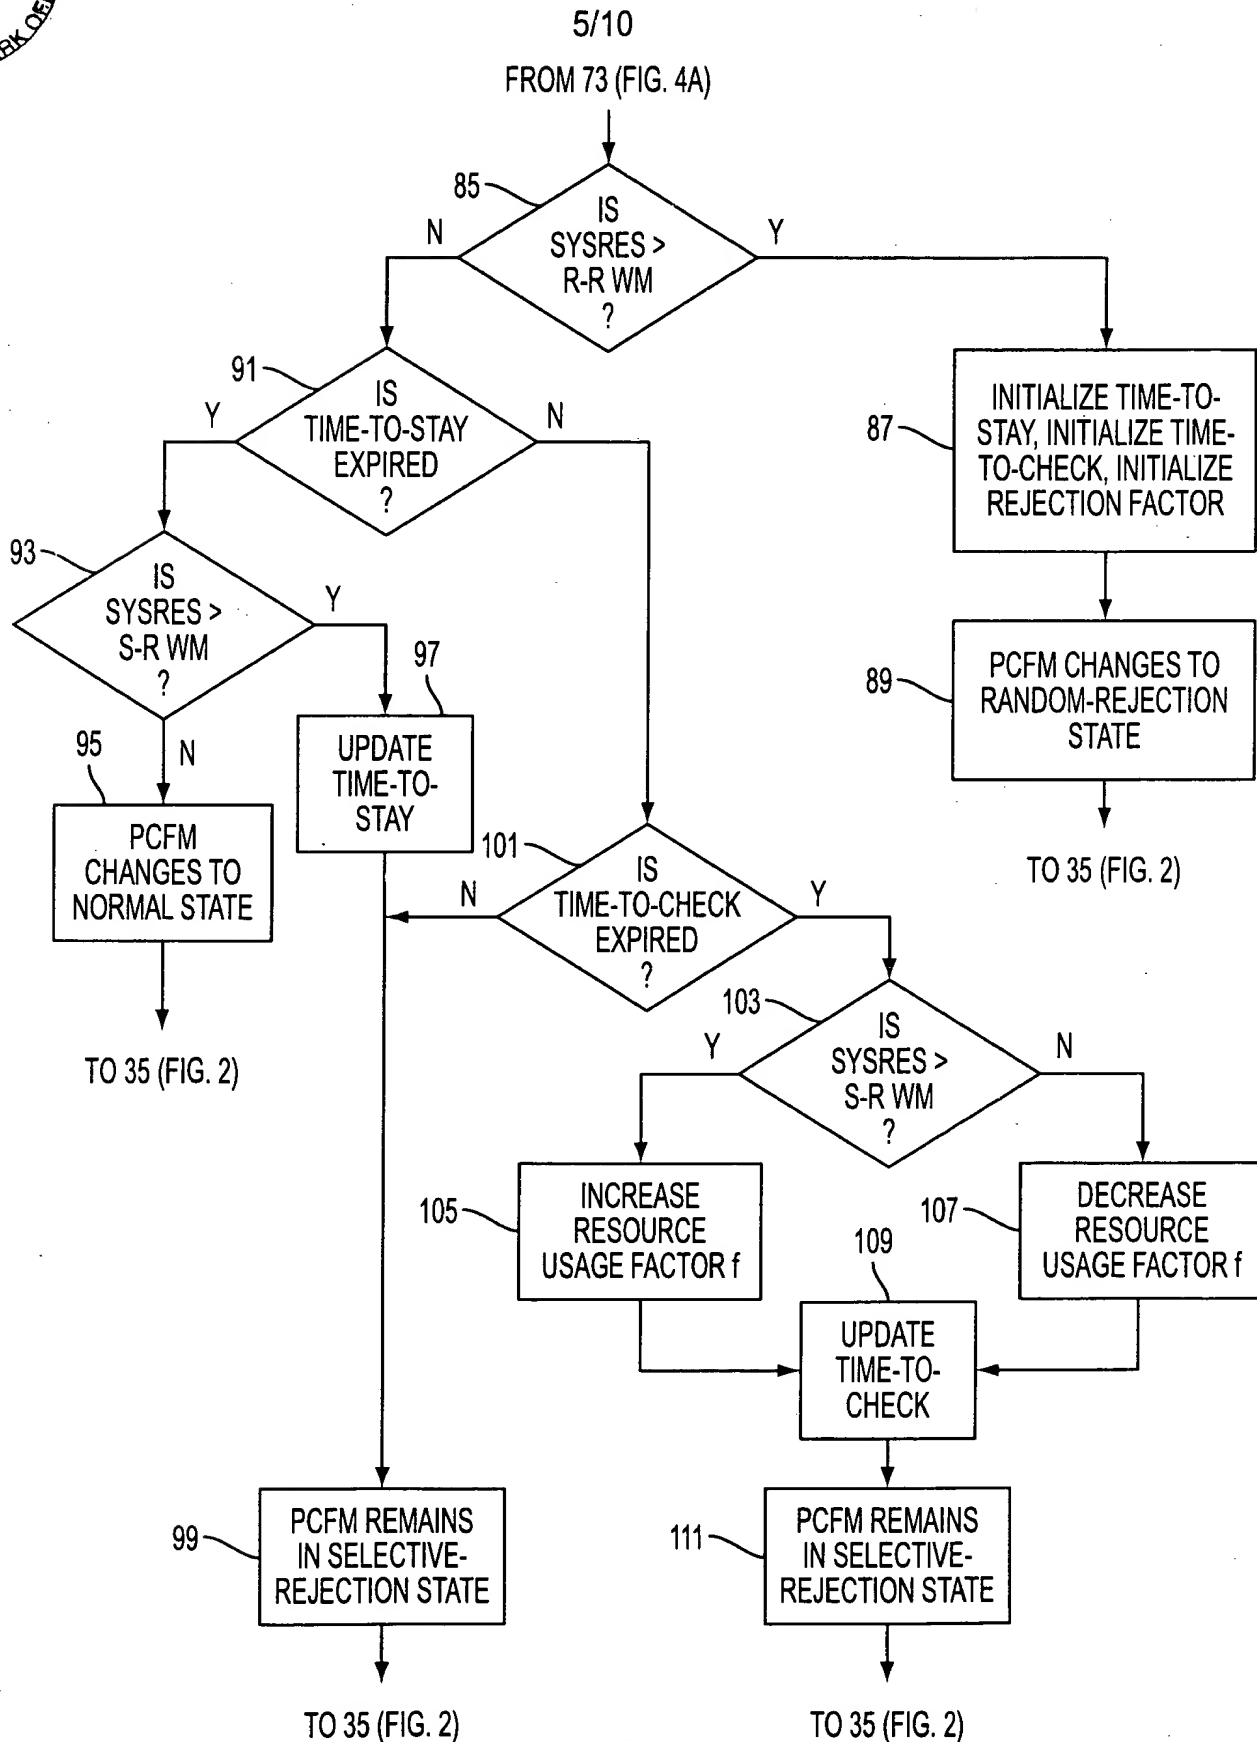 5/10
FROM 73 (FIG. 4A)
85
IS
SYSRES >
R-R WM
?
N
Y
91
IS
TIME-TO-STAY
EXPIRED
?
Y
N
87
INITIALIZE TIME-TO-
STAY, INITIALIZE TIME-
TO-CHECK, INITIALIZE
REJECTION FACTOR
93
IS
SYSRES >
S-R WM
?
Y
N
89
PCFM CHANGES TO
RANDOM-REJECTION
STATE
TO 35 (FIG. 2)
97
UPDATE
TIME-TO-
STAY
95
PCFM
CHANGES TO
NORMAL STATE
TO 35 (FIG. 2)
101
IS
TIME-TO-CHECK
EXPIRED
?
N
Y
103
IS
SYSRES >
S-R WM
?
Y
N
105
INCREASE
RESOURCE
USAGE FACTOR f
107
DECREASE
RESOURCE
USAGE FACTOR f
109
UPDATE
TIME-TO-
CHECK
99
PCFM REMAINS
IN SELECTIVE-
REJECTION STATE
TO 35 (FIG. 2)
111
PCFM REMAINS
IN SELECTIVE-
REJECTION STATE
TO 35 (FIG. 2)